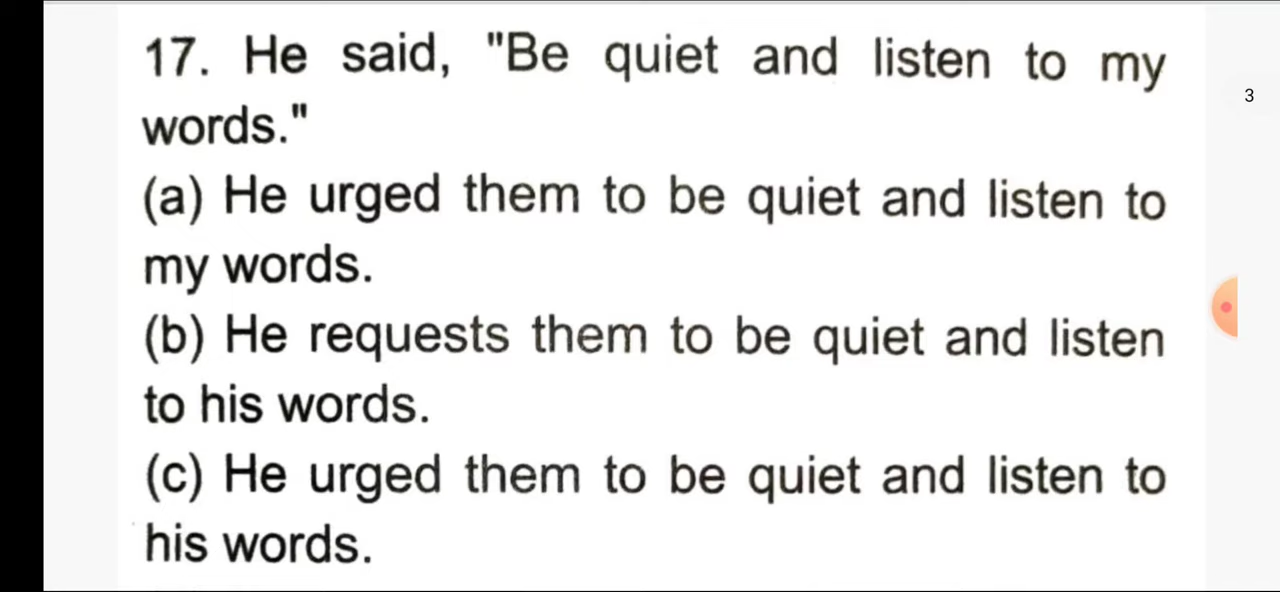 17. He said, "Be quiet and listen to my
words."
3
(a) He urged them to be quiet and listen to
my words.
(b) He requests them to be quiet and listen
to his words.
(c) He urged them to be quiet and listen to
his words.